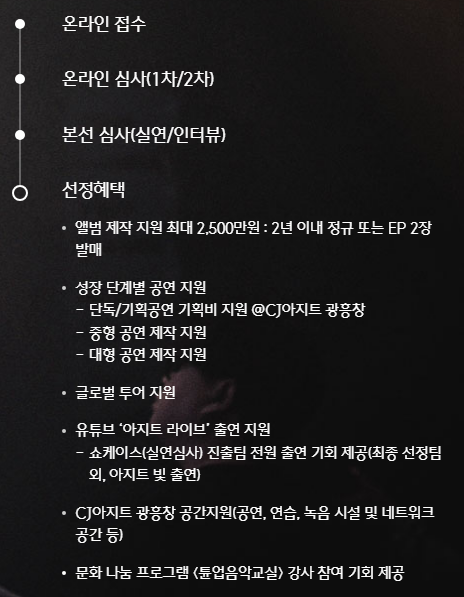 온라인 접수
온라인 심사(1차/2차)
본선 심사(실연/인터뷰)
선정혜택
• 앨범 제작 지원 최대 2,500만원 : 2년 이내 정규 또는 EP 2장
발매
• 성장 단계별 공연 지원
- 단독/기획공연 기획비 지원 @CJ아지트 광흥창
- 중형 공연 제작 지원
- 대형 공연 제작 지원
• 글로벌 투어 지원
• 유튜브 ‘아지트 라이브’ 출연 지원
- 쇼케이스(실연심사) 진출팀 전원 출연 기회 제공(최종 선정팀
외, 아지트 빛 출연)
• CJ아지트 광흥창 공간지원(공연, 연습, 녹음 시설 및 네트워크
공간 등)
• 문화 나눔 프로그램 <튠업음악교실> 강사 참여 기회 제공